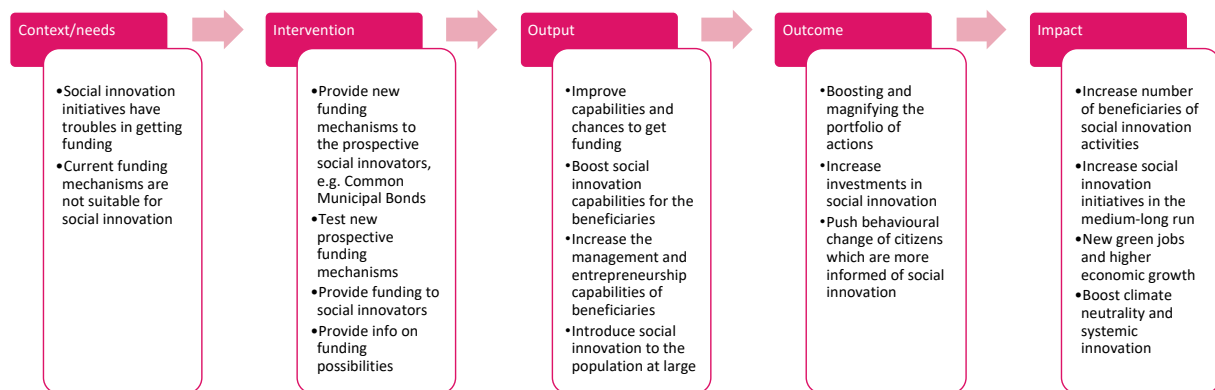 Context/needs
•Social innovation
initiatives have
troubles in getting
funding
•Current funding
mechanisms are
not suitable for
social innovation
Intervention
•Provide new
funding
mechanisms to
the prospective
social innovators,
e.g. Common
Municipal Bonds
•Test new
prospective
funding
mechanisms
•Provide funding to
social innovators
•Provide info on
funding
possibilities
Output
•Improve
capabilities and
chances to get
funding
•Boost social
innovation
capabilities for the
beneficiaries
•Increase the
management and
entrepreneurship
capabilities of
beneficiaries
•Introduce social
innovation to the
population at large
Outcome
•Boosting and
magnifying the
portfolio of
actions
•Increase
investments in
social innovation
•Push behavioural
change of citizens
which are more
informed of social
innovation
Impact
•Increase number
of beneficiaries of
social innovation
activities
•Increase social
innovation
initiatives in the
medium-long run
•New green jobs
and higher
economic growth
•Boost climate
neutrality and
systemic
innovation